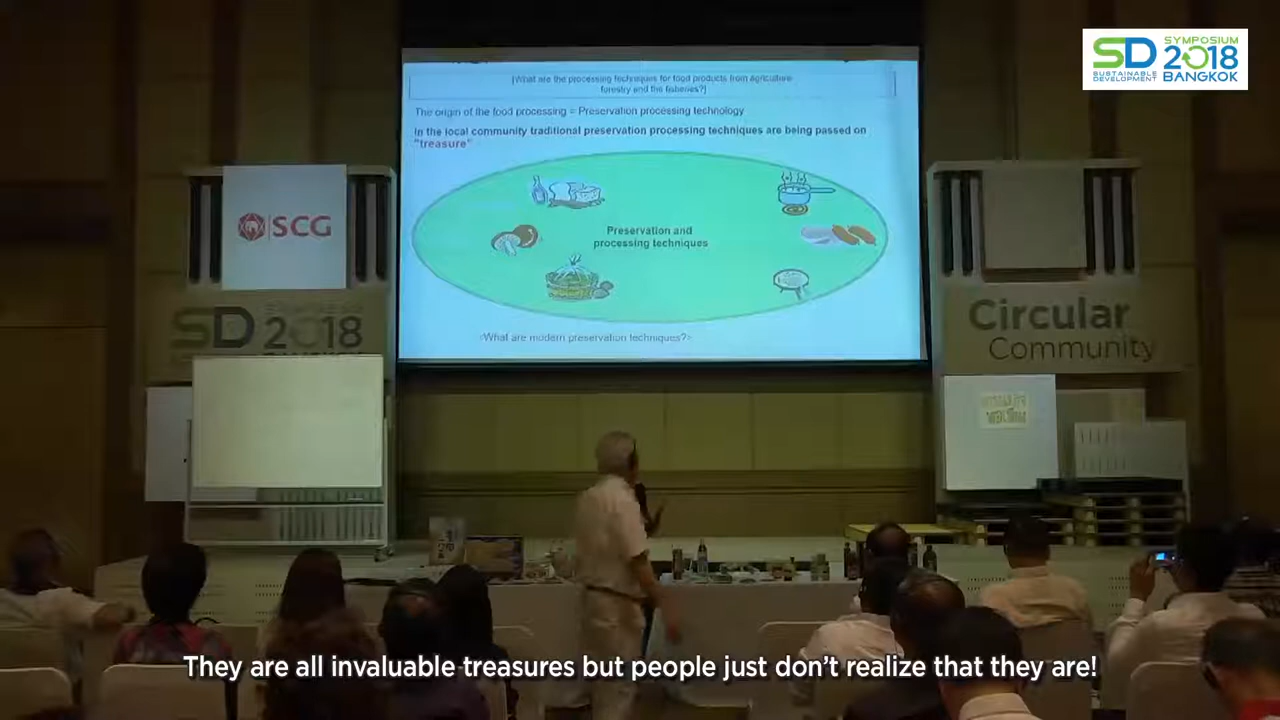 SD SYMPOSIUM 2018
SUSTAINABLE DEVELOPMENT BANGKOK
[What are the processing techniques for food products from agriculture
forestry and the fisheries?]
The origin of the food processing = Preservation processing technology
In the local community traditional preservation processing techniques are being passed on
"treasure"
Preservation and
processing techniques
<What are modern preservation techniques?>
SCG
SD 2018
Circular
Community
They are all invaluable treasures but people just don't realize that they are!